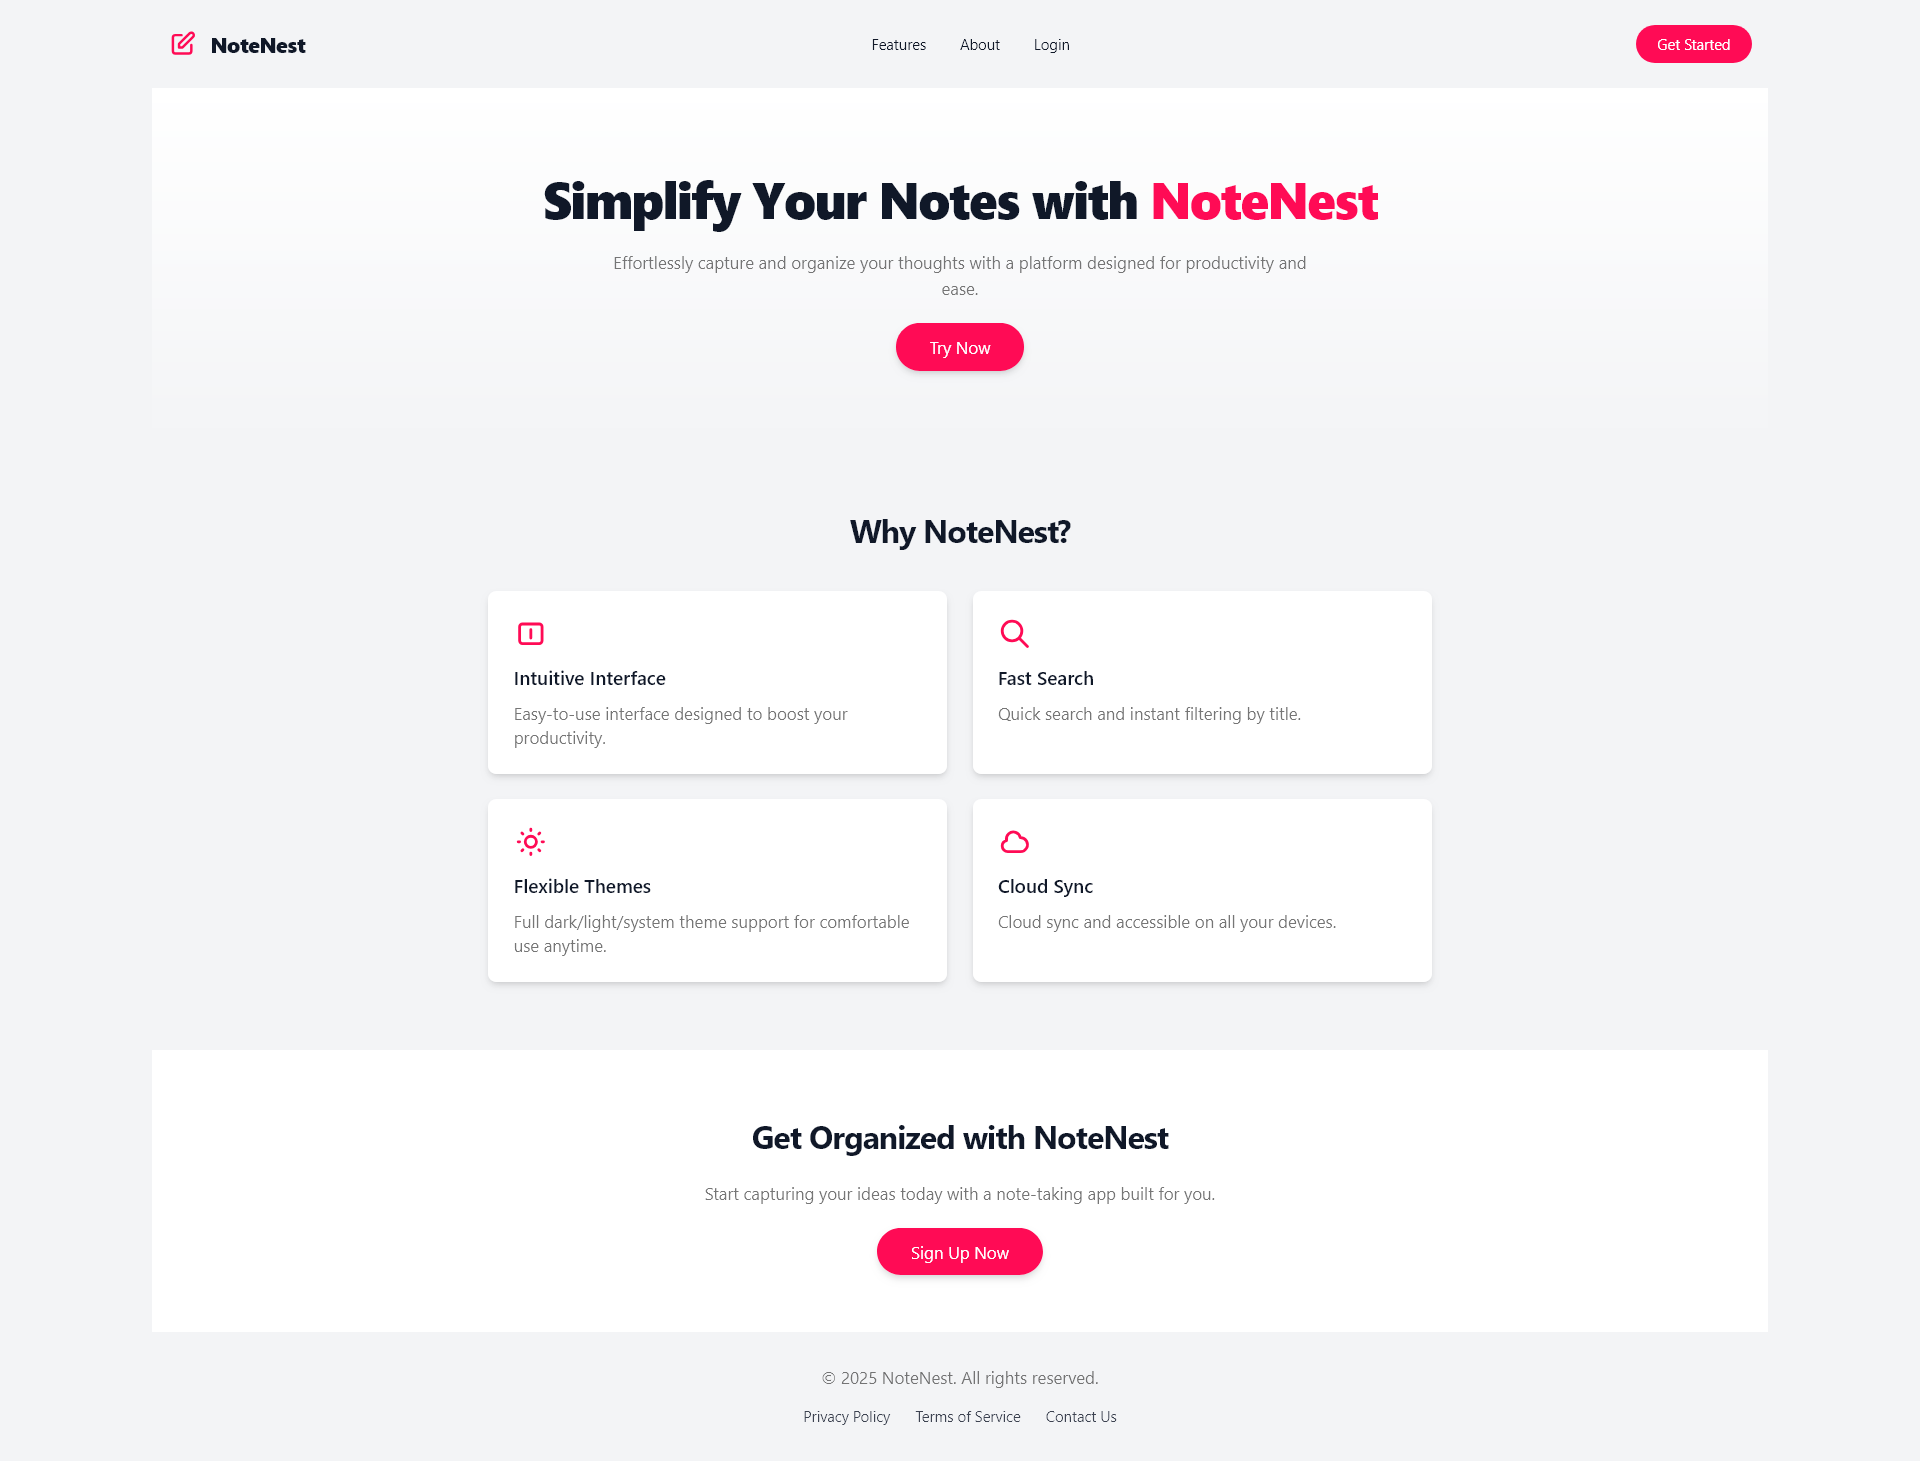 NoteNest
Features
About
Login
Get Started
Simplify Your Notes with NoteNest
Effortlessly capture and organize your thoughts with a platform designed for productivity and
ease.
Try Now
Why NoteNest?
Intuitive Interface
Easy-to-use interface designed to boost your
productivity.
Fast Search
Quick search and instant filtering by title.
Flexible Themes
Full dark/light/system theme support for comfortable
use anytime.
Cloud Sync
Cloud sync and accessible on all your devices.
Get Organized with NoteNest
Start capturing your ideas today with a note-taking app built for you.
Sign Up Now
© 2025 NoteNest. All rights reserved.
Privacy Policy
Terms of Service
Contact Us